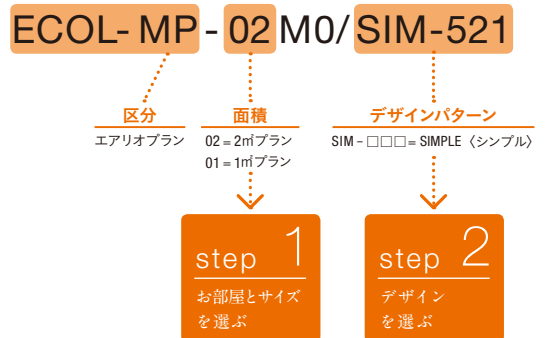 ECOL- MP - 02 M0/ SIM-521
区分
エアリオプラン
面積
02 = 2㎡プラン
01 = 1㎡プラン
デザインパターン
SIM - □□□ = SIMPLE〈シンプル〉
step 1
お部屋とサイズ
を選ぶ
step 2
デザイン
を選ぶ